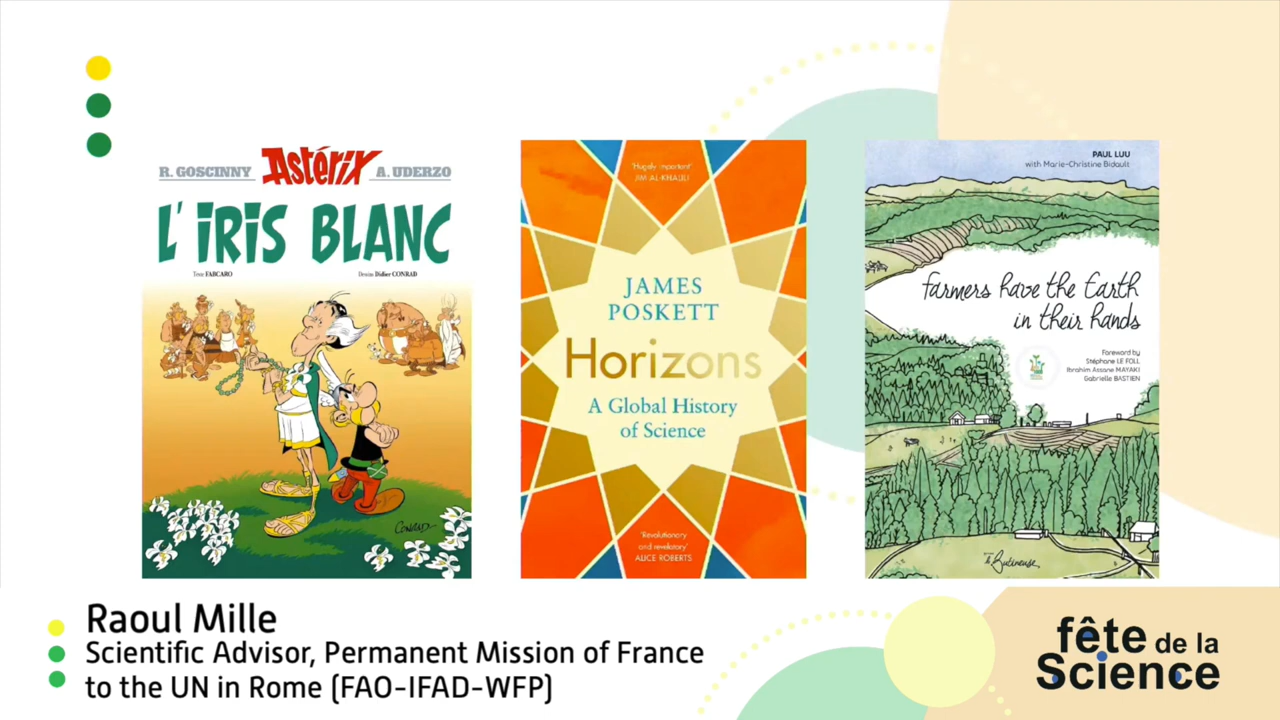 R. GOSCINNY Astérix A. UDERZO
L'IRIS BLANC
Texte FABCARO Dessin Didier CONRAD
CONRAD
'Hugely important'
JIM AL-KHALILI
JAMES
POSKETT
Horizons
A Global History
of Science
'Revolutionary
and revelatory'
ALICE ROBERTS
PAUL LUU
with Marie-Christine Bidault
farmers have the Earth
in their hands
Foreword by
Stéphane LE FOLL
Ibrahim Assane MAYAKI
Gabrielle BASTIEN
la Butineuse
Raoul Mille
Scientific Advisor, Permanent Mission of France
to the UN in Rome (FAO-IFAD-WFP)
fête de la
Science